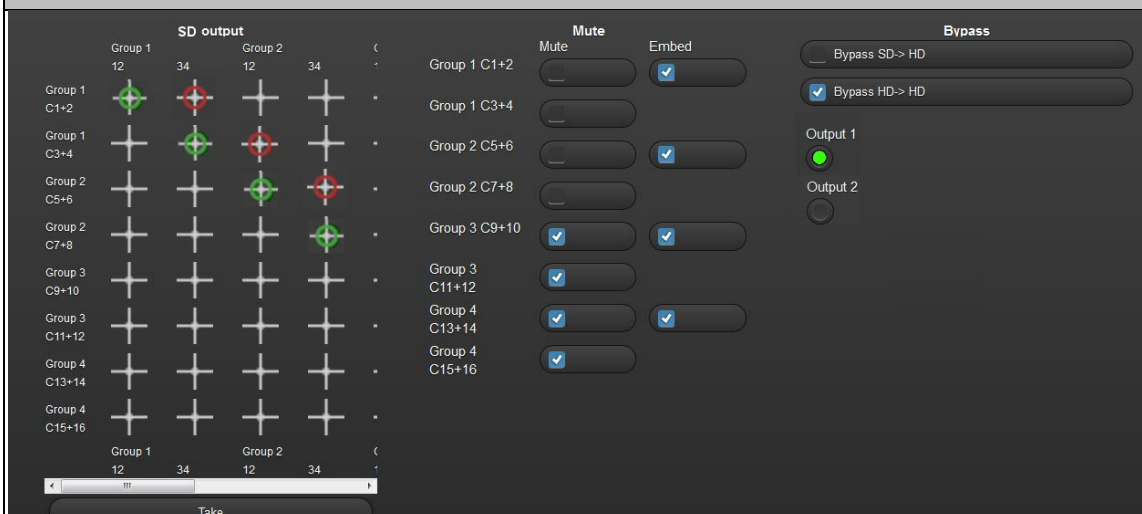 SD output
Group 1 Group 2
12 34 12 34
Group 1
C1+2
Group 1
C3+4
Group 2
C5+6
Group 2
C7+8
Group 3
C9+10
Group 3
C11+12
Group 4
C13+14
Group 4
C15+16
Group 1 Group 2
12 34 12 34
Take
Mute
Mute Embed
Group 1 C1+2
Group 1 C3+4
Group 2 C5+6
Group 2 C7+8
Group 3 C9+10
Group 3
C11+12
Group 4
C13+14
Group 4
C15+16
Bypass
Bypass SD-> HD
Bypass HD-> HD
Output 1
Output 2